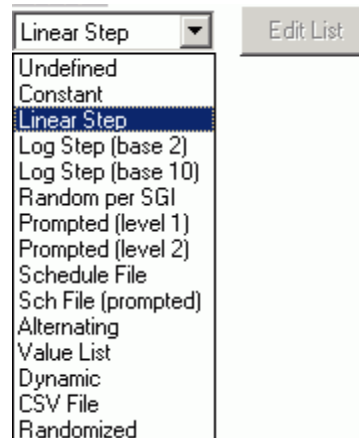 Linear Step
Edit List
Undefined
Constant
Linear Step
Log Step (base 2)
Log Step (base 10)
Random per SGI
Prompted (level 1)
Prompted (level 2)
Schedule File
Sch File (prompted)
Alternating
Value List
Dynamic
CSV File
Randomized